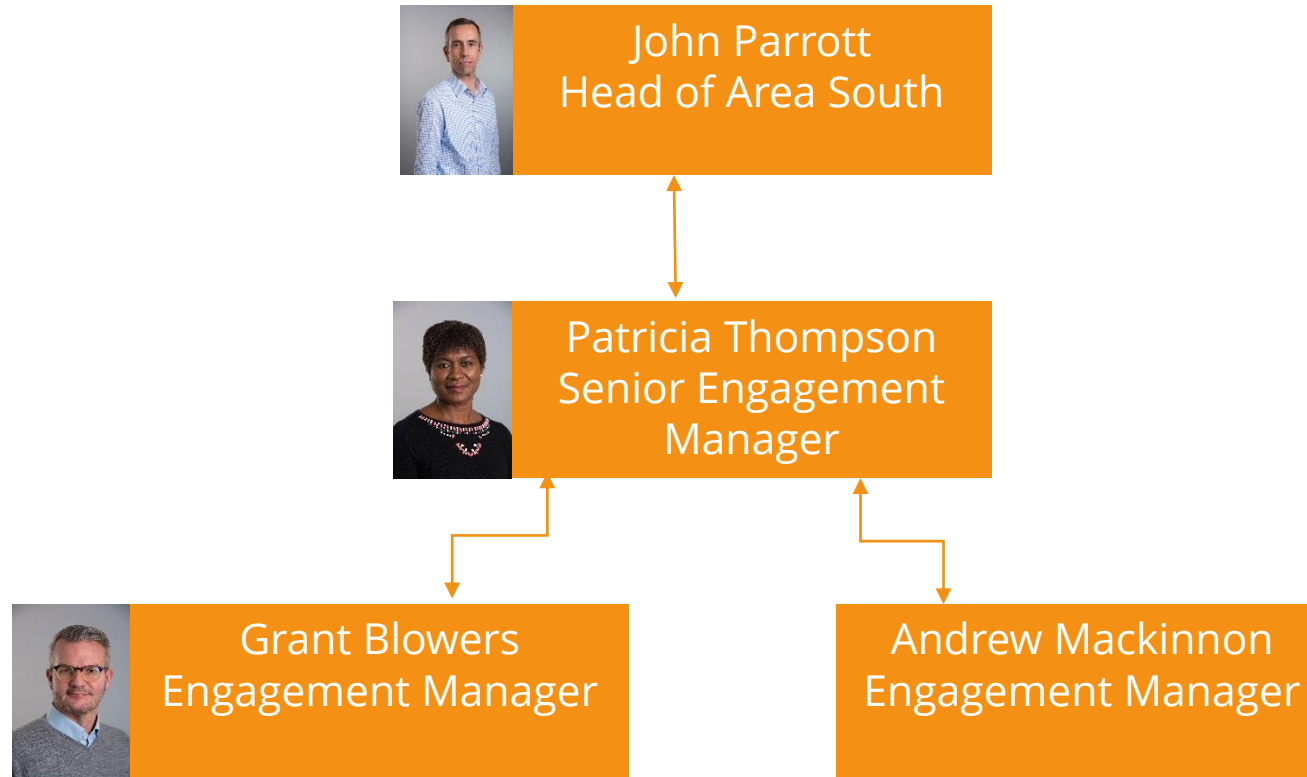 John Parrott
Head of Area South
Patricia Thompson
Senior Engagement
Manager
Grant Blowers
Engagement Manager
Andrew Mackinnon
Engagement Manager